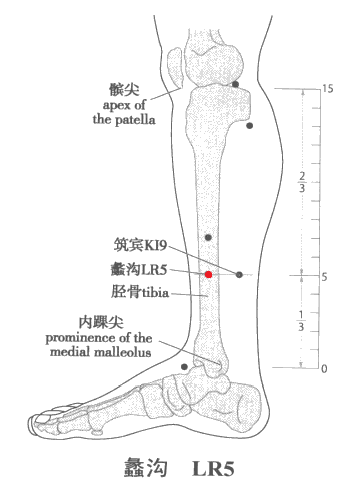 髌尖
apex of
the patella
15
2
3
筑宾KI9
蠡沟LR5
5
胫骨tibia
内踝尖
prominence of the
medial malleolus
1
3
0
蠡沟 LR5